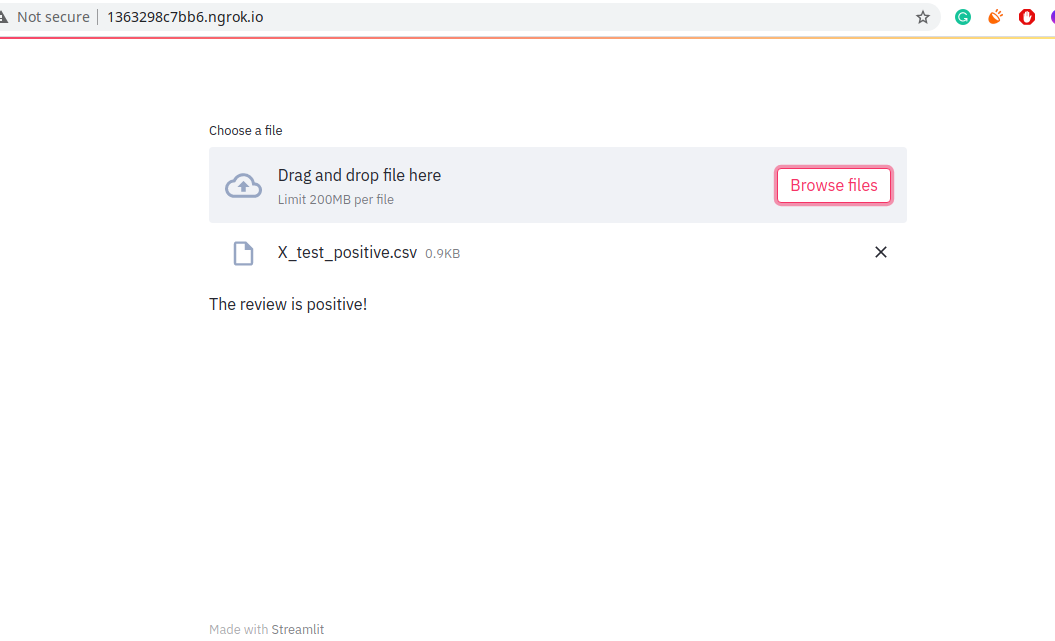 Not secure 1363298c7bb6.ngrok.io
Choose a file
Drag and drop file here
Limit 200MB per file
Browse files
X_test_positive.csv 0.9KB
The review is positive!
Made with Streamlit